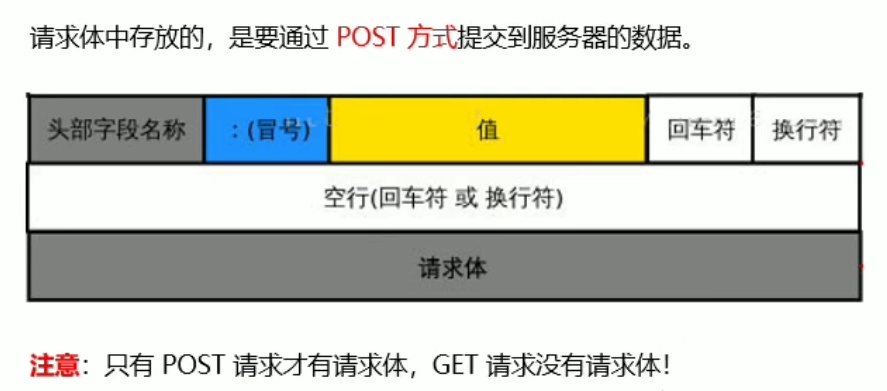 请求体中存放的，是要通过 POST 方式提交到服务器的数据。
头部字段名称 ：(冒号) 值 回车符 换行符
空行(回车符 或 换行符)
请求体
注意：只有 POST 请求才有请求体，GET 请求没有请求体！